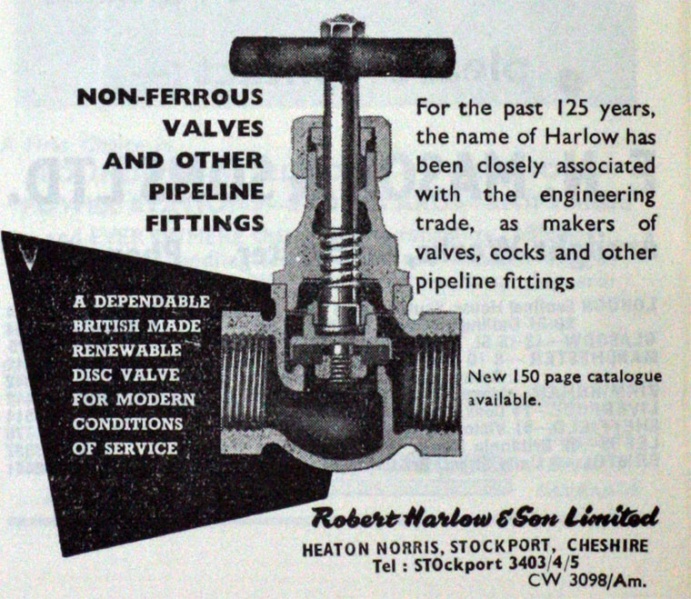 NON-FERROUS
VALVES
AND OTHER
PIPELINE
FITTINGS
For the past 125 years,
the name of Harlow has
been closely associated
with the engineering
trade, as makers of
valves, cocks and other
pipeline fittings
A DEPENDABLE
BRITISH MADE
RENEWABLE
DISC VALVE
FOR MODERN
CONDITIONS
OF SERVICE
New 150 page catalogue
available.
Robert Harlow & Son Limited
HEATON NORRIS, STOCKPORT, CHESHIRE
Tel : STOckport 3403/4/5
CW 3098/Am.